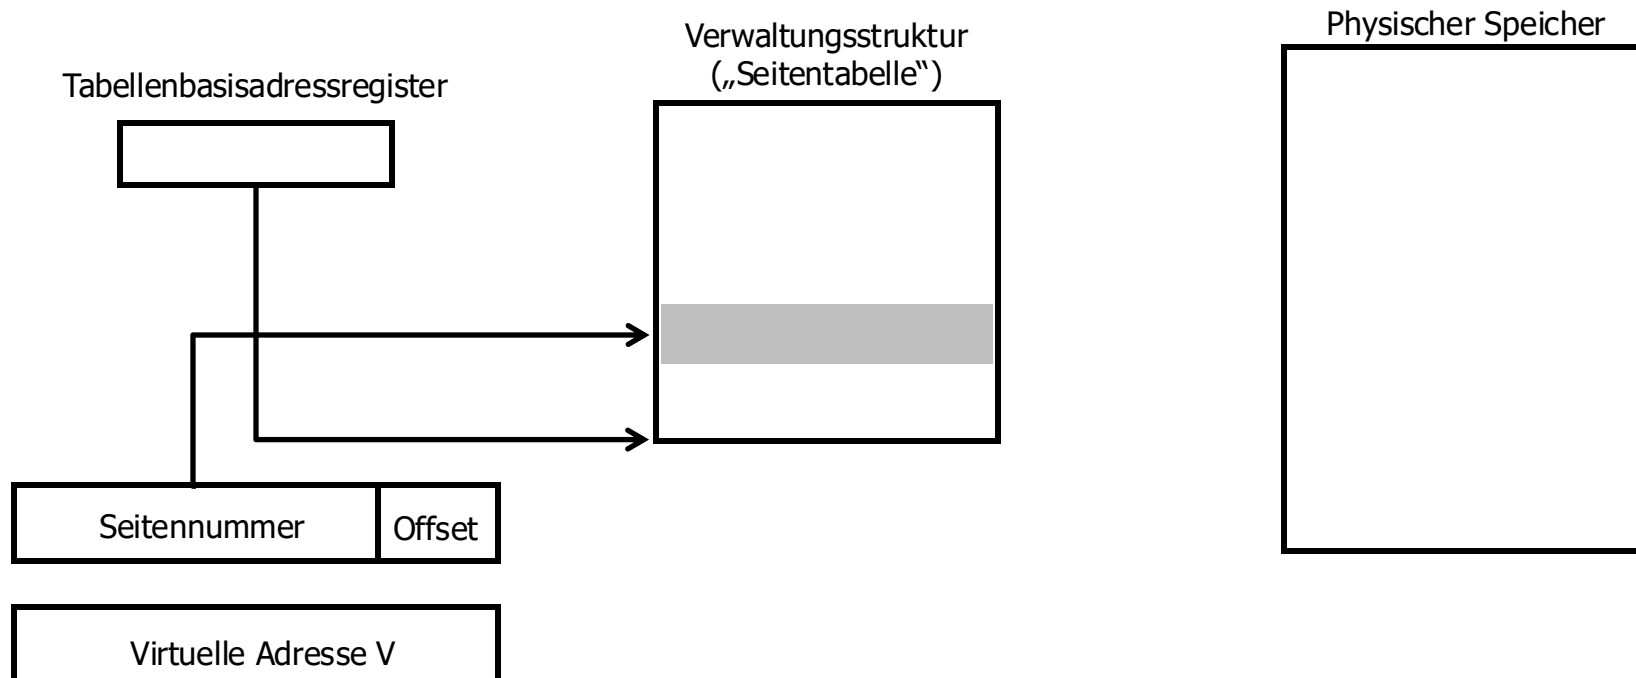 Physischer Speicher
Verwaltungsstruktur
(„Seitentabelle“)
Tabellenbasisadressregister
Seitennummer
Offset
Virtuelle Adresse V